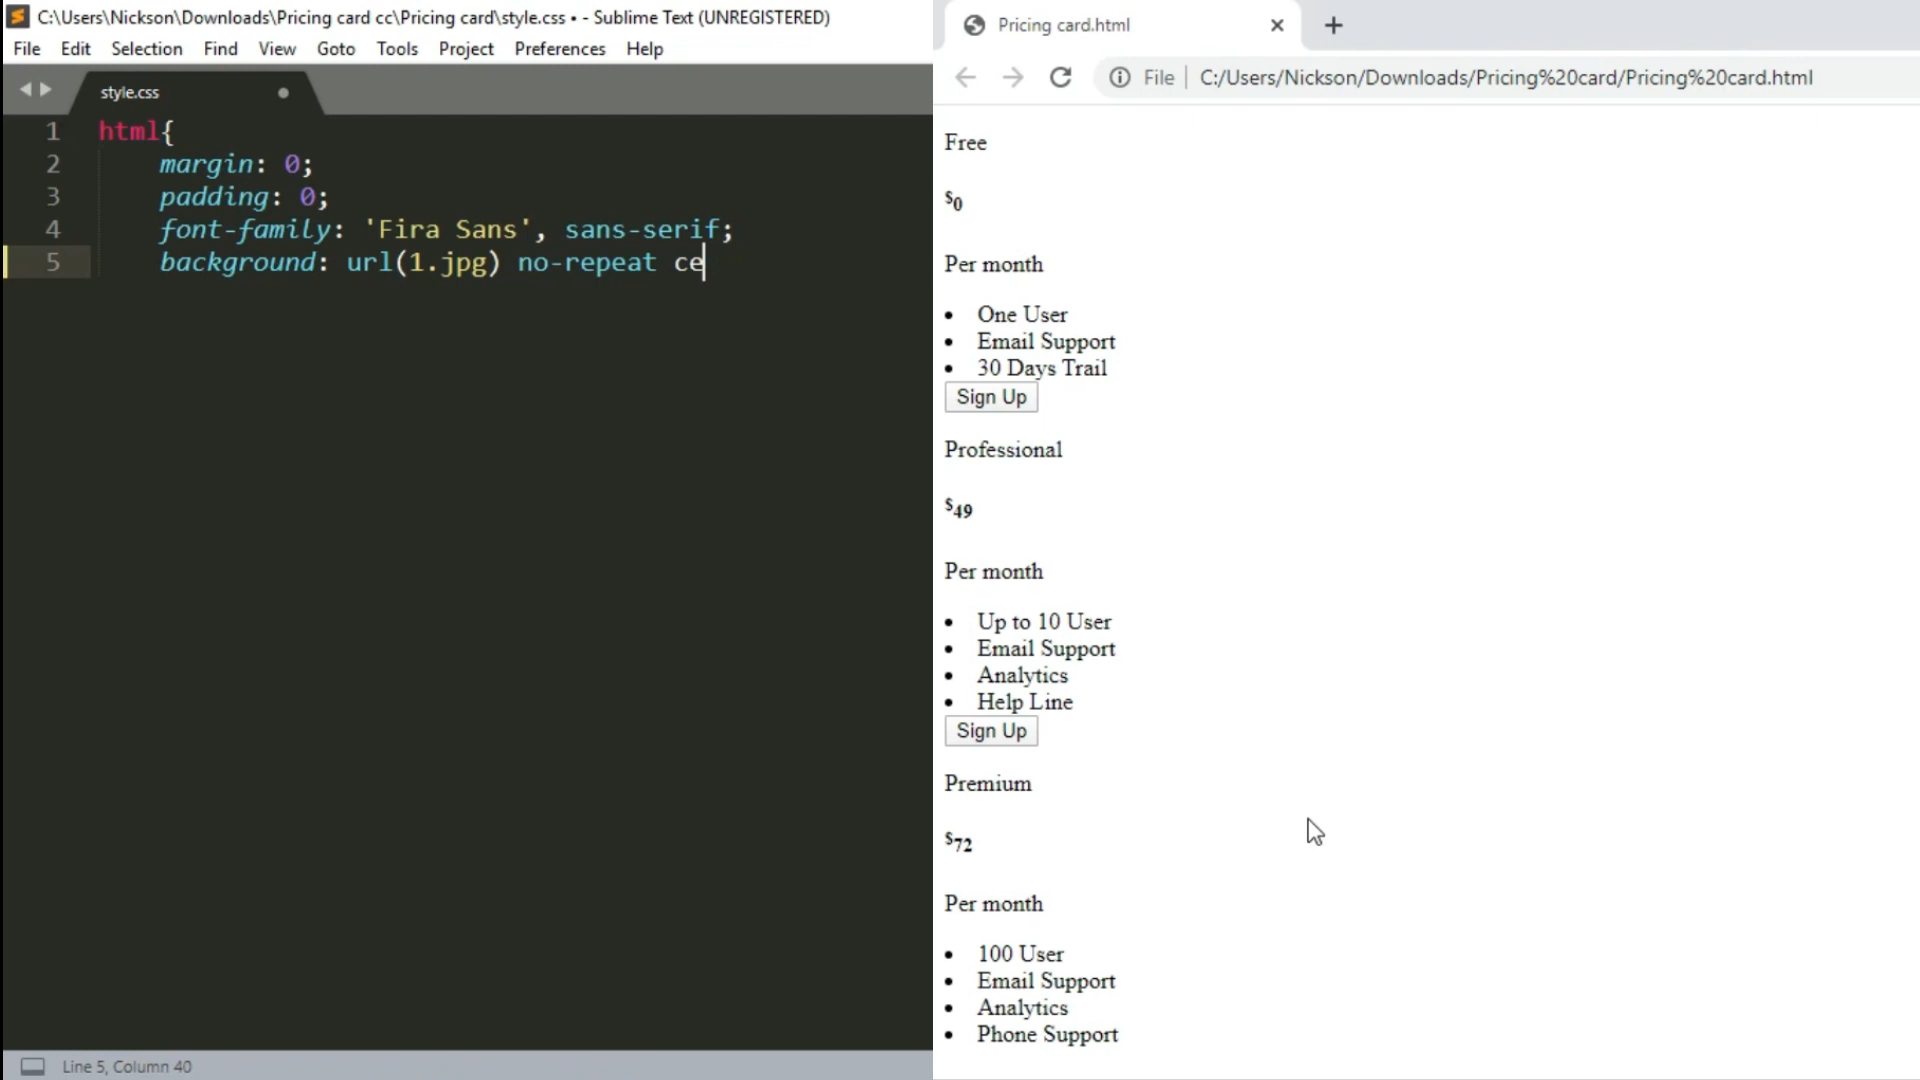 C:\Users\Nickson\Downloads\Pricing card cc\Pricing card\style.css • - Sublime Text (UNREGISTERED)
File Edit Selection Find View Goto Tools Project Preferences Help
style.css
1 html{
2 margin: 0;
3 padding: 0;
4 font-family: 'Fira Sans', sans-serif;
5 background: url(1.jpg) no-repeat ce
Line 5, Column 40
Pricing card.html
File C:/Users/Nickson/Downloads/Pricing%20card/Pricing%20card.html
Free
$0
Per month
• One User
• Email Support
• 30 Days Trail
Sign Up
Professional
$49
Per month
• Up to 10 User
• Email Support
• Analytics
• Help Line
Sign Up
Premium
$72
Per month
• 100 User
• Email Support
• Analytics
• Phone Support